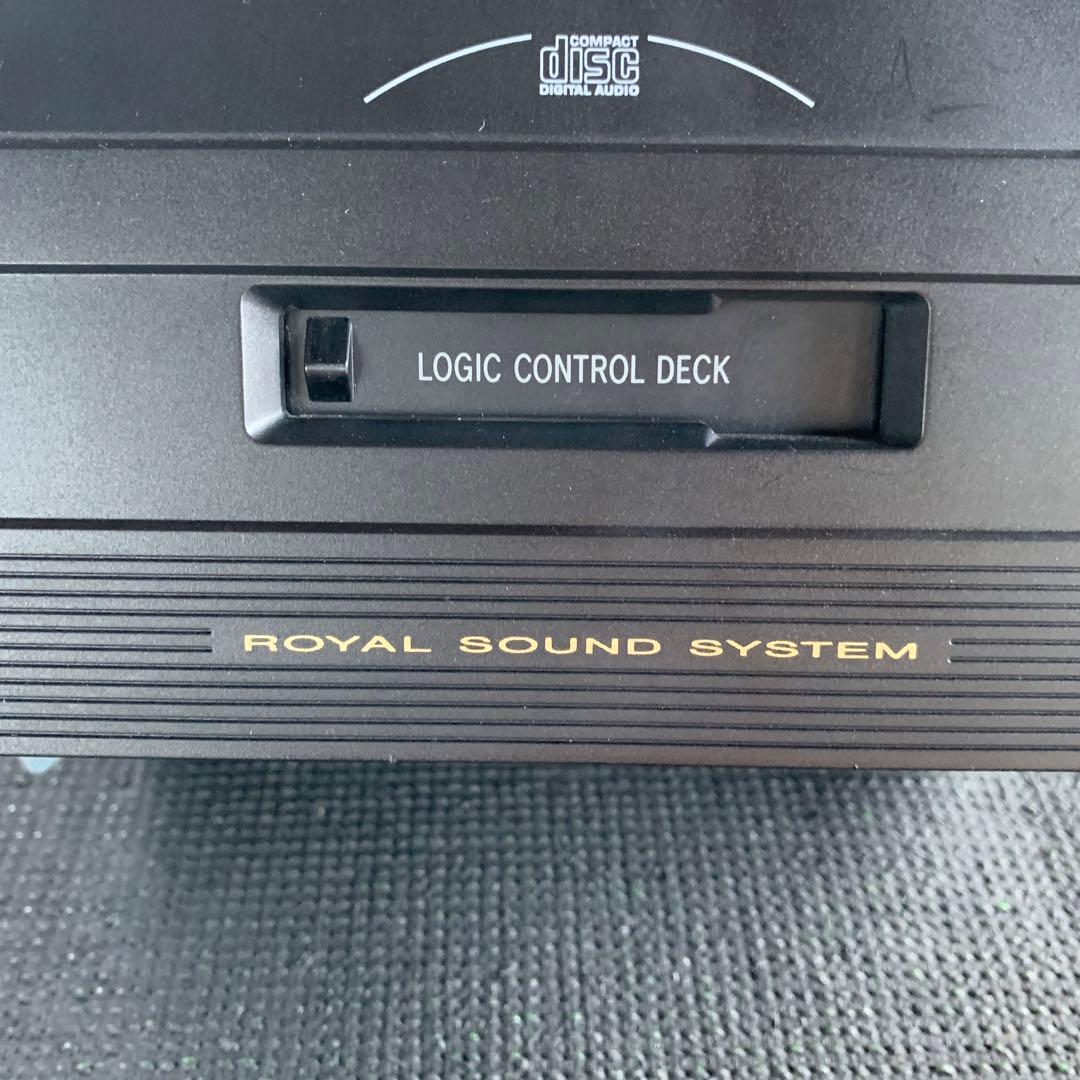 COMPACT
disc
DIGITAL AUDIO
LOGIC CONTROL DECK
ROYAL SOUND SYSTEM